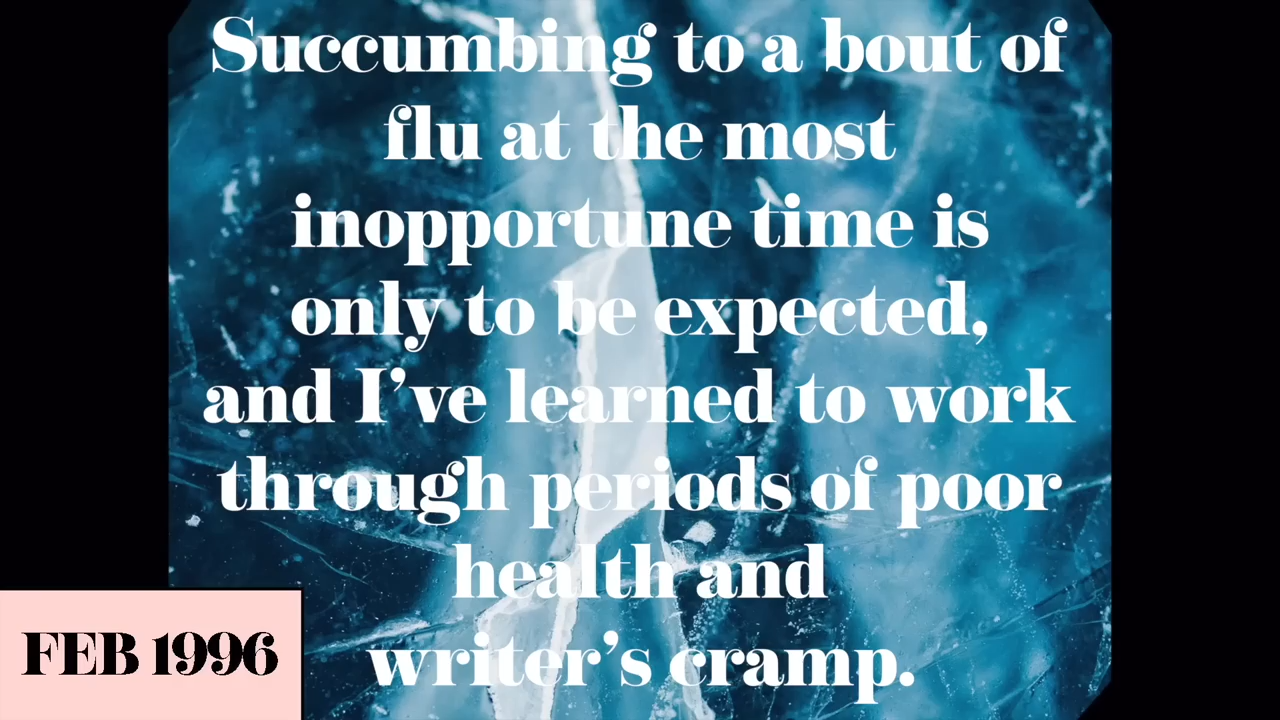 Succumbing to a bout of
flu at the most
inopportune time is
only to be expected,
and I’ve learned to work
through periods of poor
health and
writer’s cramp.
FEB 1996